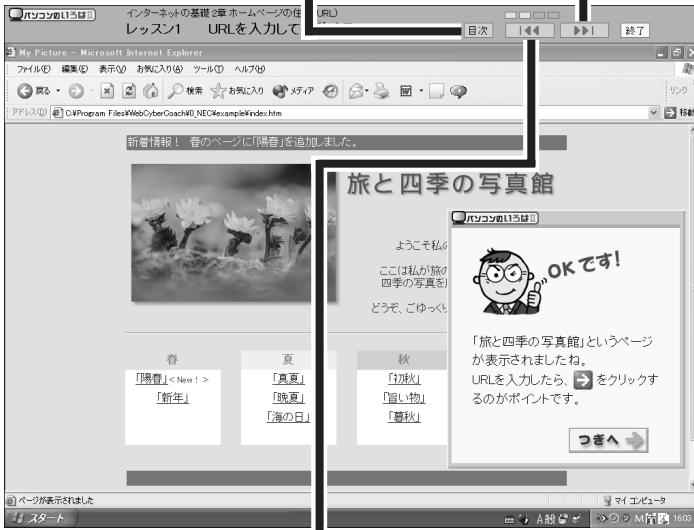 パソコンのいろはⅡ
インターネットの基礎 2章 ホームページの住 URL)
レッスン1 URLを入力して
目次
終了
My Picture - Microsoft Internet Explorer
ファイル(F) 編集(E) 表示(V) お気に入り(A) ツール(T) ヘルプ(H)
戻る 検索 お気に入り メディア
リンク
アドレス(D) C:¥Program Files¥WebCyberCoach¥0_NEC¥example¥index.htm 移動
新着情報! 春のページに「陽春」を追加しました。
旅と四季の写真館
ようこそ私の
ここは私が旅の
四季の写真を
どうぞ、ごゆっくり
パソコンのいろはⅡ
OKです!
「旅と四季の写真館」というページ
が表示されましたね。
URLを入力したら、をクリックす
るのがポイントです。
つぎへ
春 夏 秋
「陽春」< New ! > 「真夏」 「初秋」
「新年」 「晩夏」 「旨い物」
「海の日」 「暮秋」
ページが表示されました マイ コンピュータ
スタート A 般 16:03